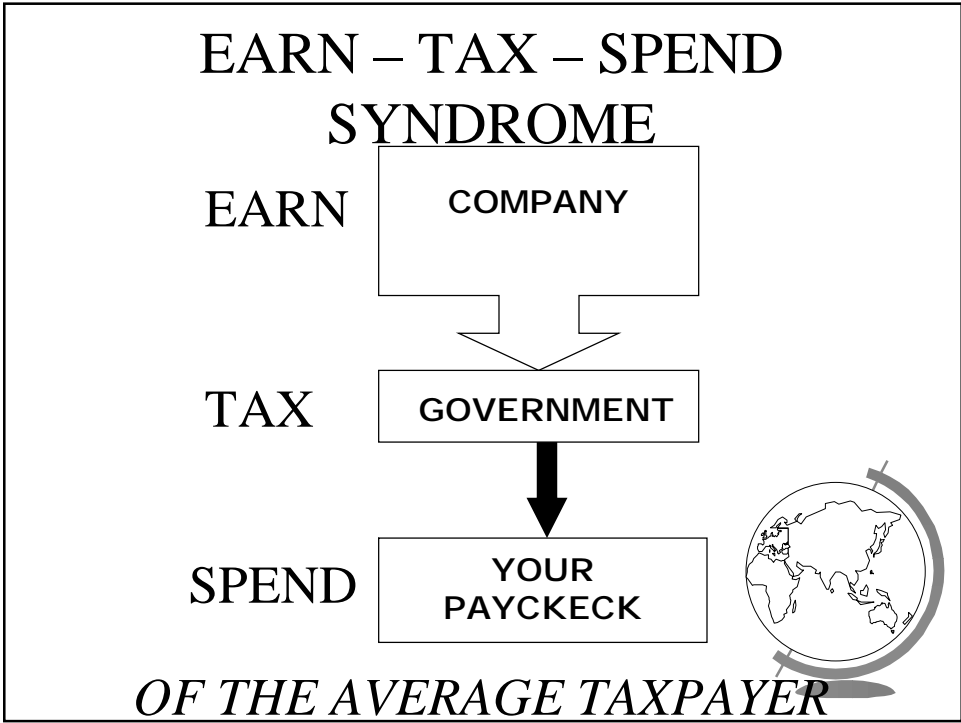 EARN – TAX – SPEND
SYNDROME
EARN
COMPANY
TAX
GOVERNMENT
SPEND
YOUR
PAYCKECK
OF THE AVERAGE TAXPAYER